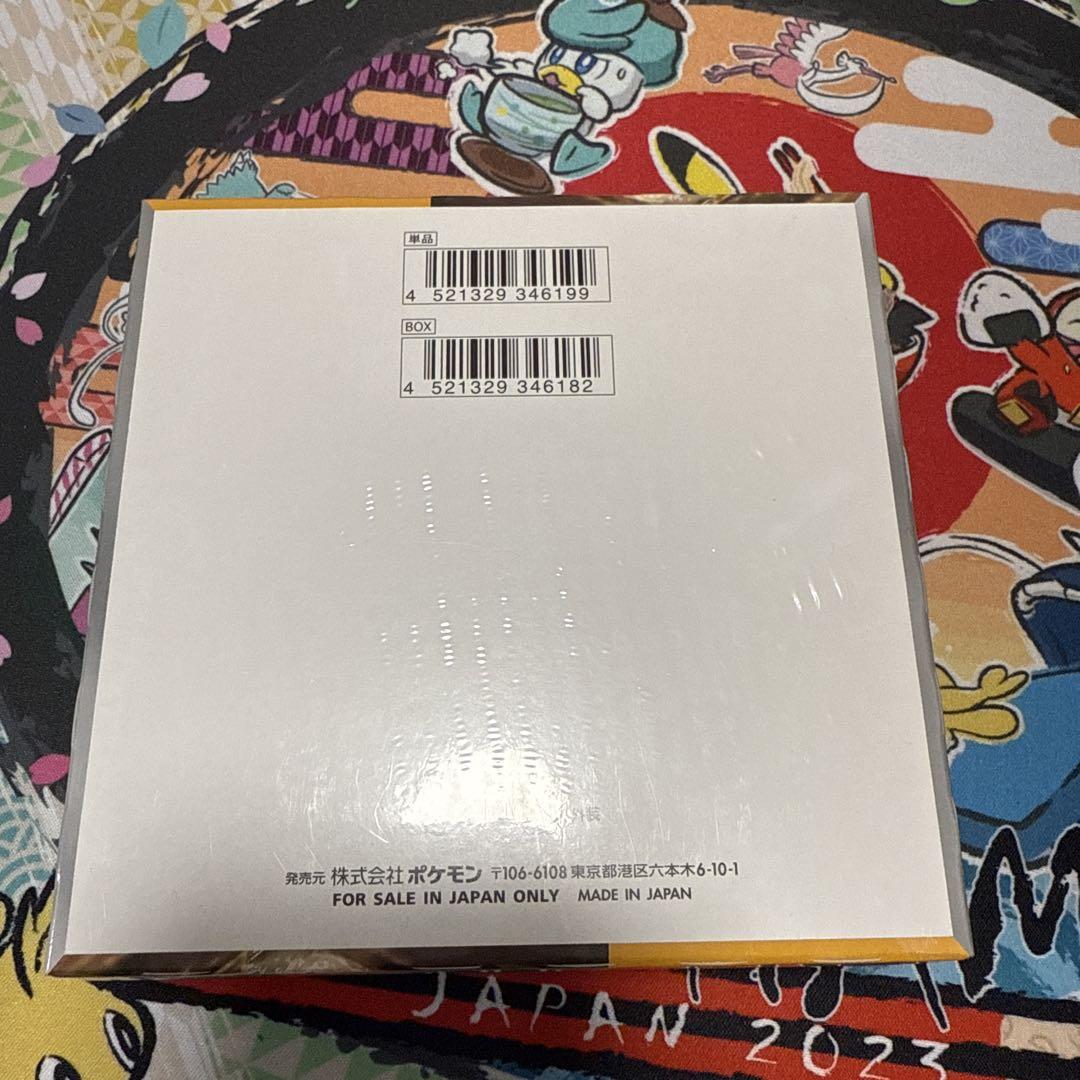 単品
4 521329 346199
BOX
4 521329 346182
外装
発売元 株式会社 ポケモン 〒106-6108 東京都港区六本木6-10-1
FOR SALE IN JAPAN ONLY MADE IN JAPAN
JAPAN 2023